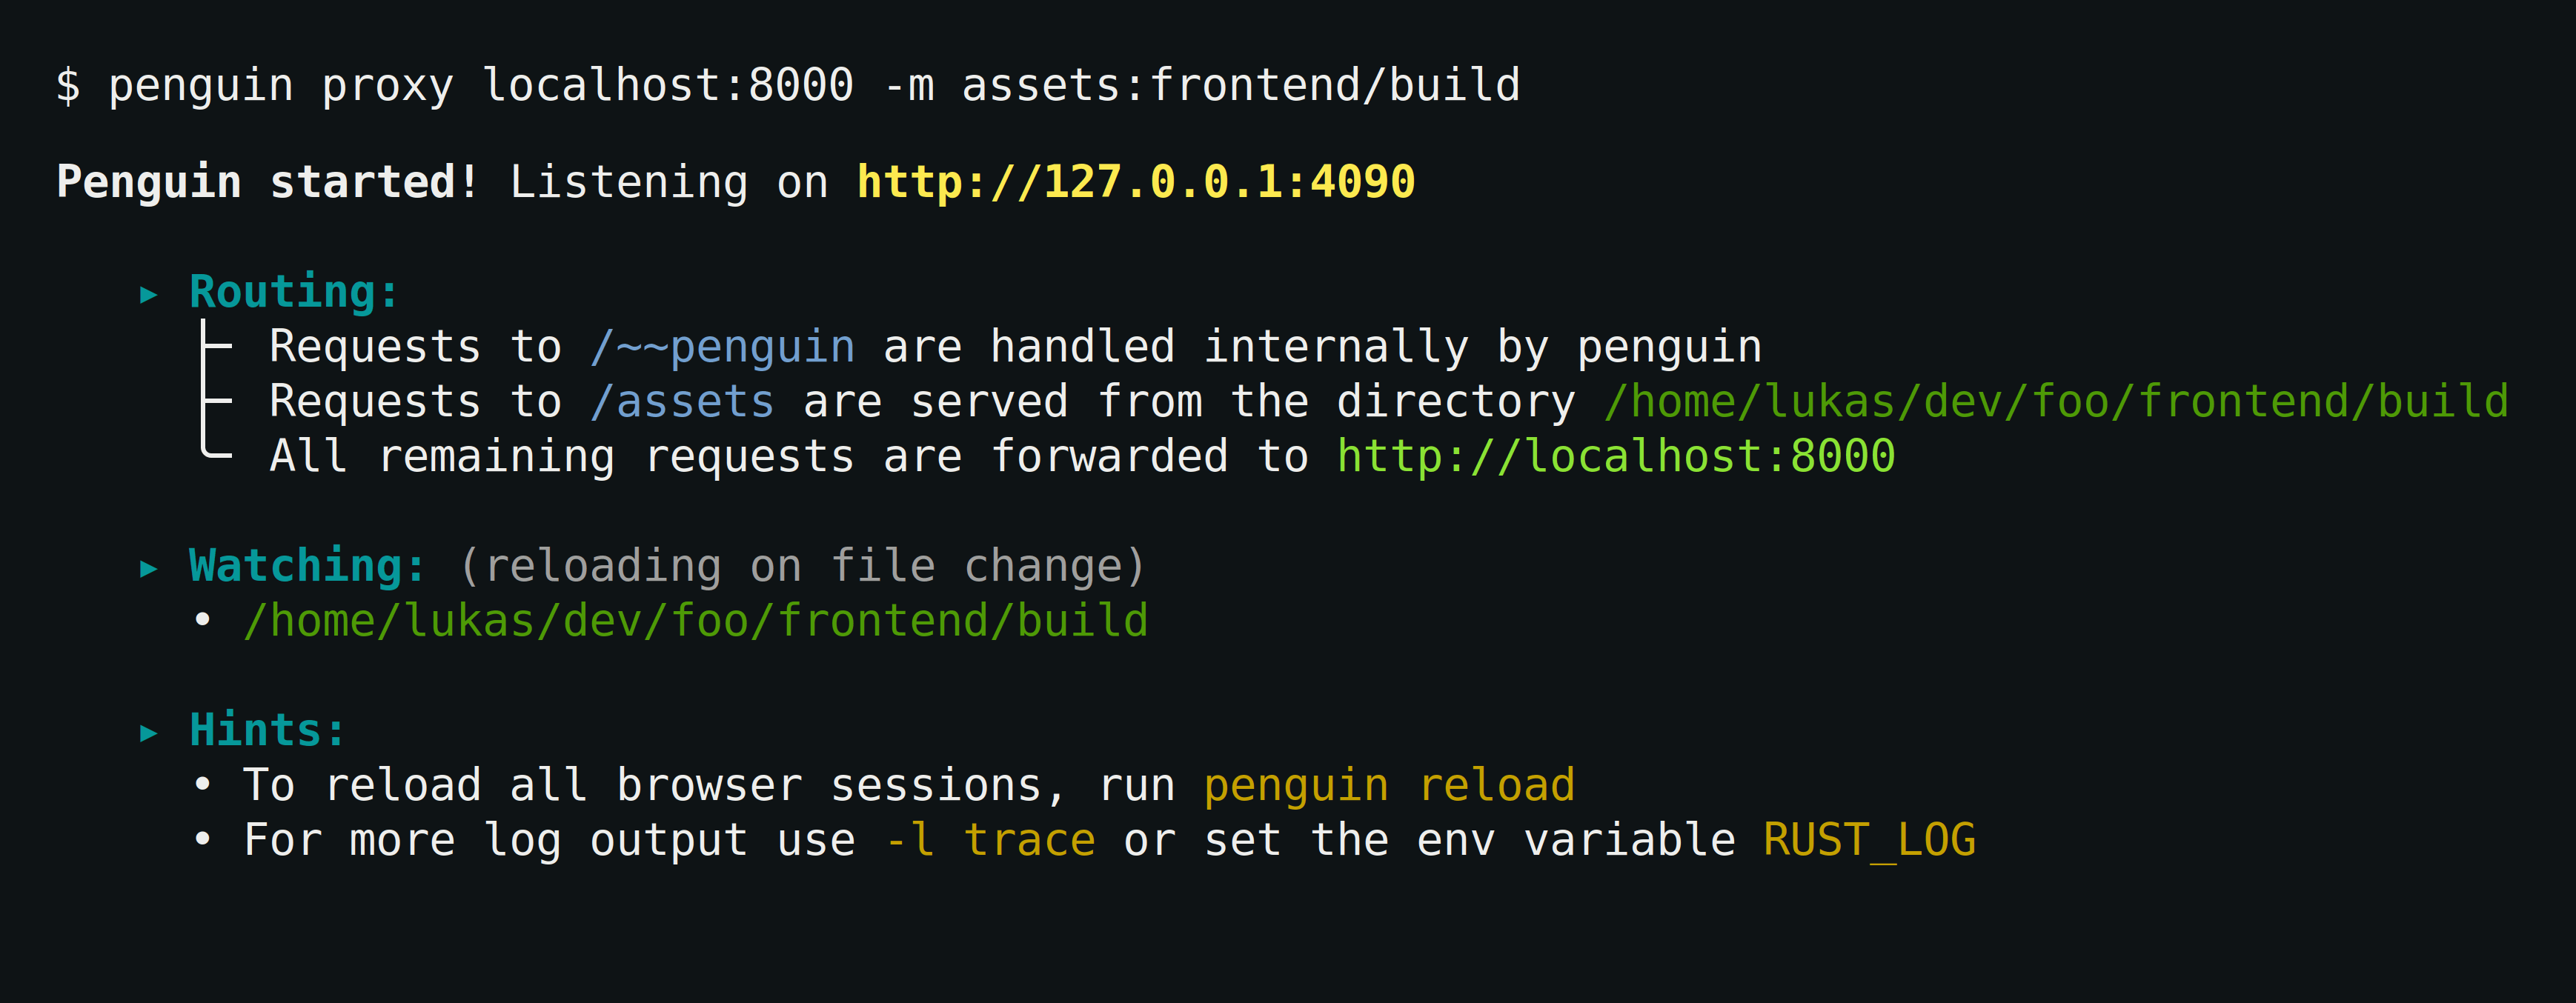 $ penguin proxy localhost:8000 -m assets:frontend/build
Penguin started! Listening on http://127.0.0.1:4090
▸ Routing:
├╴ Requests to /~~penguin are handled internally by penguin
├╴ Requests to /assets are served from the directory /home/lukas/dev/foo/frontend/build
╰╴ All remaining requests are forwarded to http://localhost:8000
▸ Watching: (reloading on file change)
• /home/lukas/dev/foo/frontend/build
▸ Hints:
• To reload all browser sessions, run penguin reload
• For more log output use -l trace or set the env variable RUST_LOG